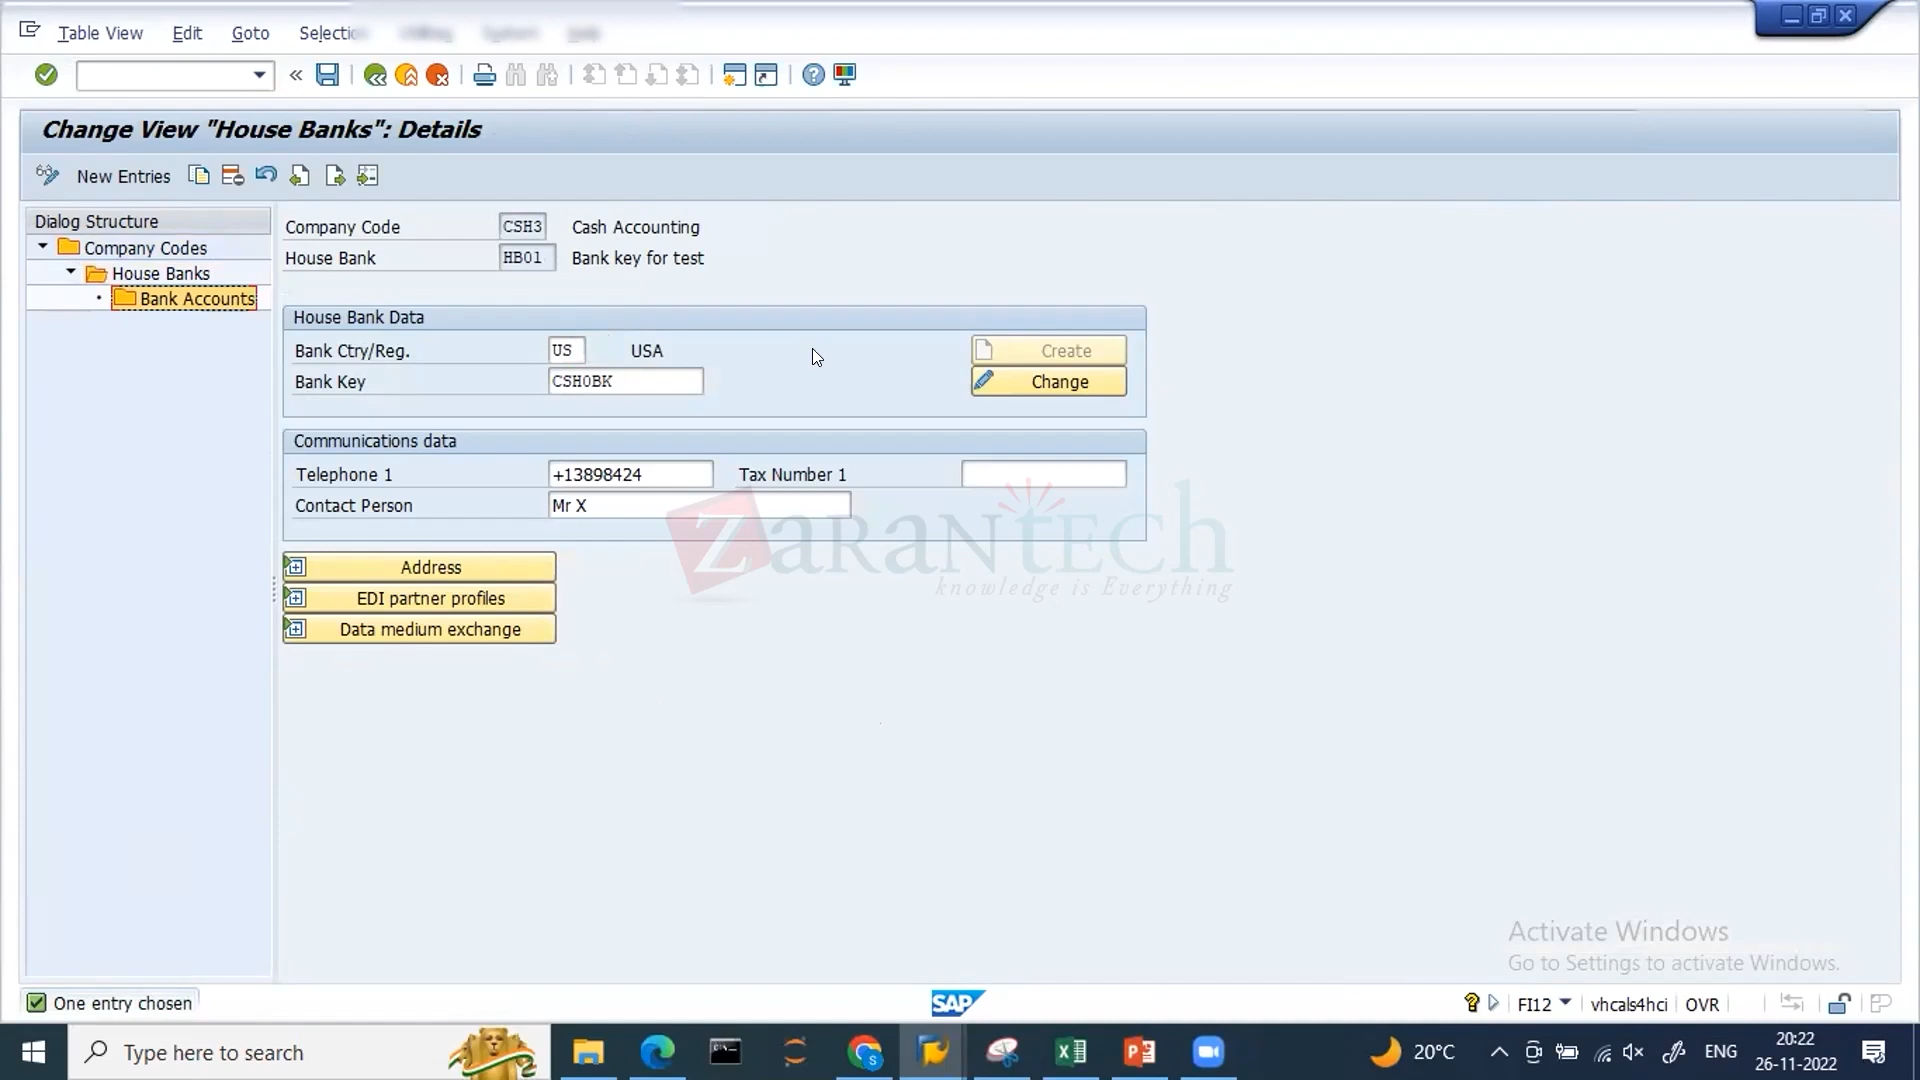 Table View Edit Goto Selectio
Change View "House Banks": Details
New Entries
Dialog Structure
Company Codes
House Banks
Bank Accounts
Company Code CSH3 Cash Accounting
House Bank HB01 Bank key for test
House Bank Data
Bank Ctry/Reg. US USA Create
Bank Key CSH0BK Change
Communications data
Telephone 1 +13898424 Tax Number 1
Contact Person Mr X
zaranTech
knowledge is Everything
Address
EDI partner profiles
Data medium exchange
Activate Windows
Go to Settings to activate Windows.
One entry chosen SAP FI12 vhcals4hci OVR
Type here to search 20°C ENG 20:22
26-11-2022